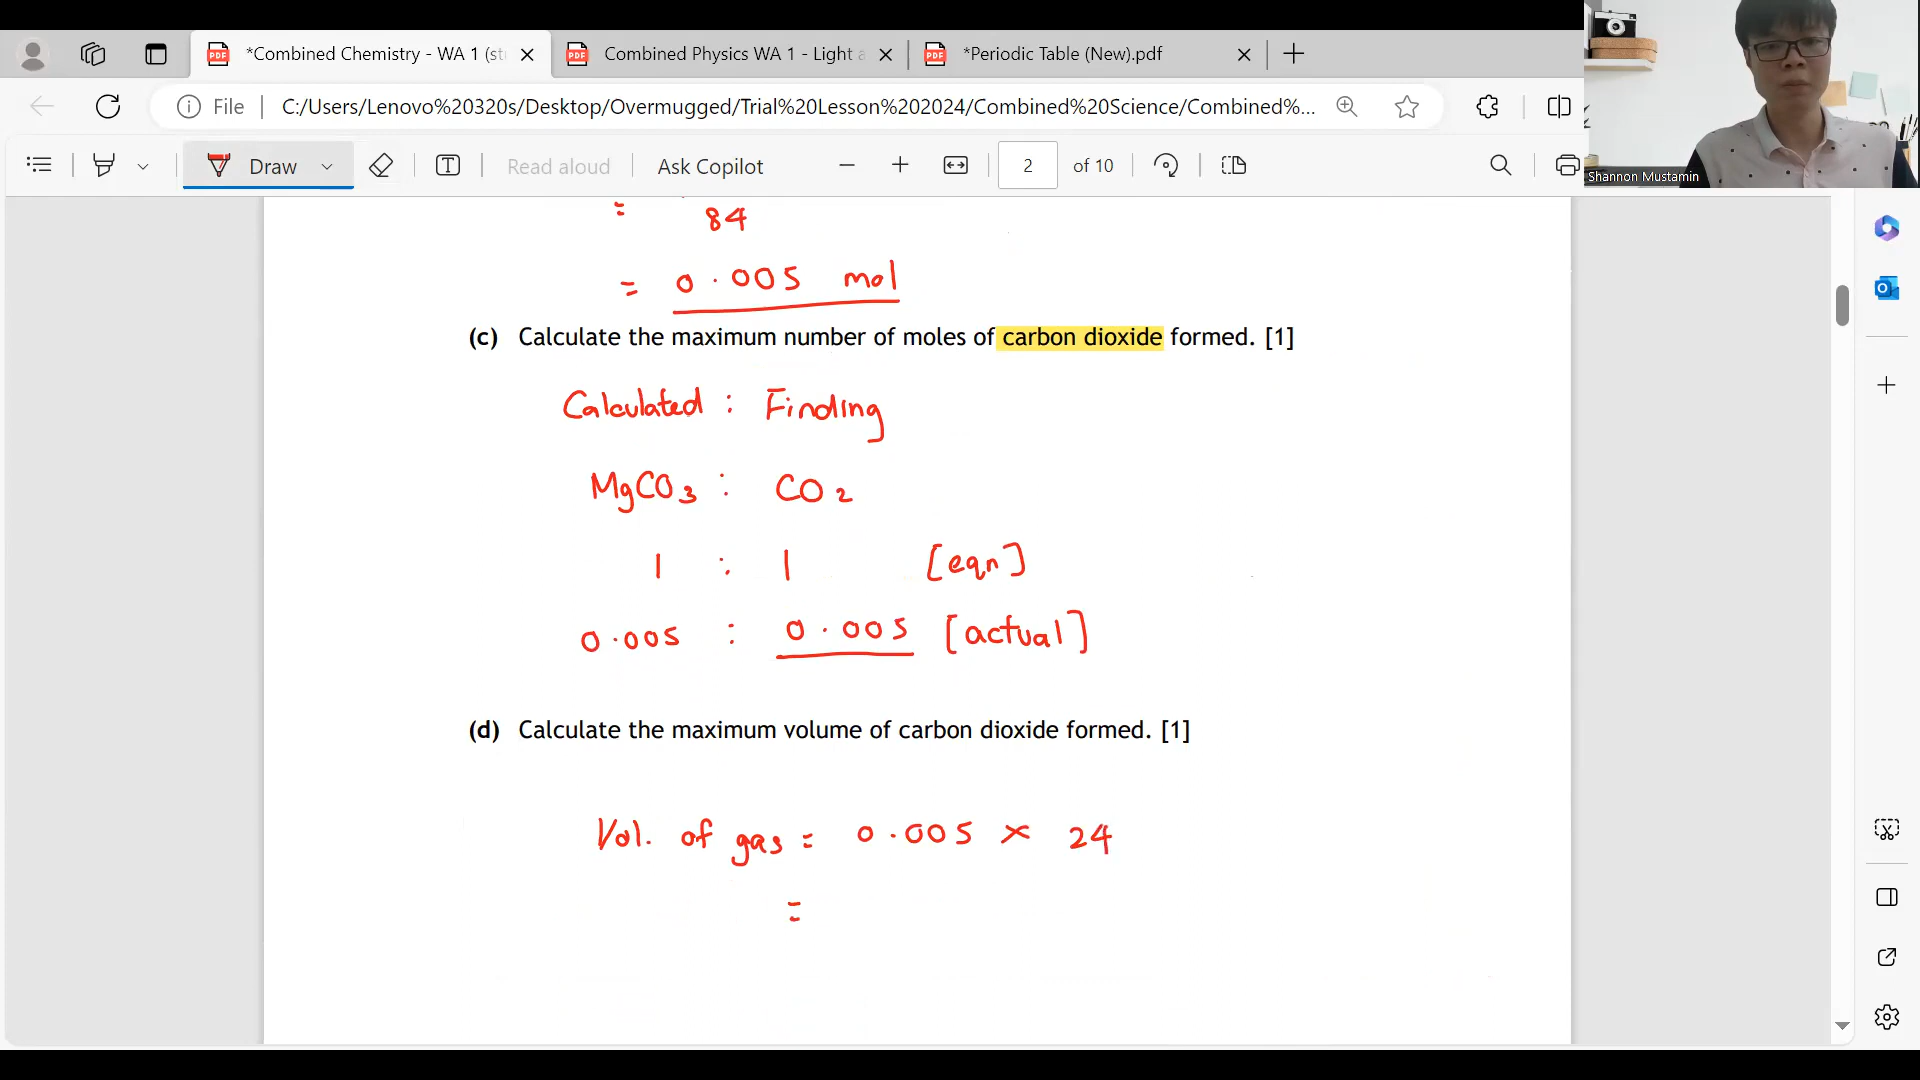 *Combined Chemistry - WA 1 (st
Combined Physics WA 1 - Light a
*Periodic Table (New).pdf
File
C:/Users/Lenovo%20320s/Desktop/Overmugged/Trial%20Lesson%202024/Combined%20Science/Combined%...
Draw
Read aloud
Ask Copilot
2
of 10
Shannon Mustamin
=
84
= 0.005 mol
(c) Calculate the maximum number of moles of carbon dioxide formed. [1]
Calculated : Finding
MgCO3 : CO2
1 : 1 [eqn]
0.005 : 0.005 [actual]
(d) Calculate the maximum volume of carbon dioxide formed. [1]
Vol. of gas = 0.005 × 24
=